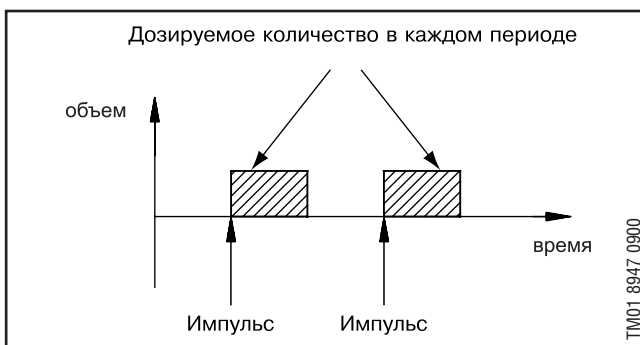 Дозируемое количество в каждом периоде
объем
время
Импульс
Импульс
TM01 8947 0900